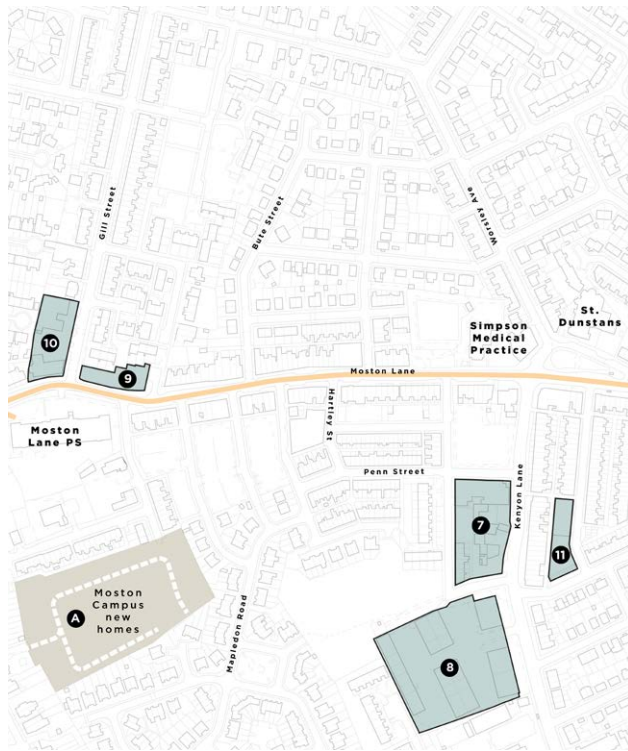 Gill Street
Bute Street
Worsley Ave
10
9
Simpson
Medical
Practice
St.
Dunstans
Moston Lane
Hartley St
Moston
Lane PS
Penn Street
Kenyon Lane
7
11
Moston
Campus
new
homes
A
Mapledon Road
8